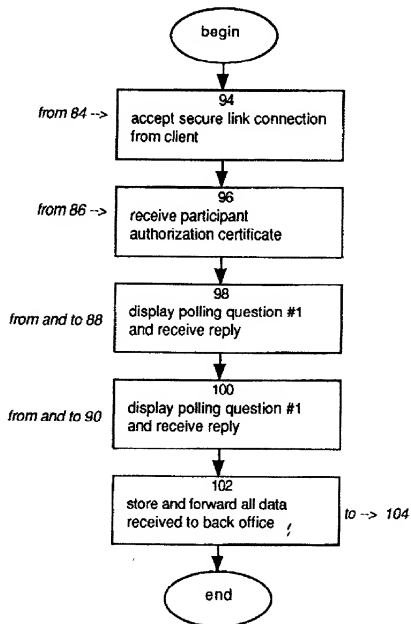 begin
94
from 84 -->
accept secure link connection
from client
96
from 86 -->
receive participant
authorization certificate
98
display polling question #1
from and to 88
and receive reply
100
display polling question #1
from and to 90
and receive reply
102
store and forward all data
received to back office
to --> 104
end